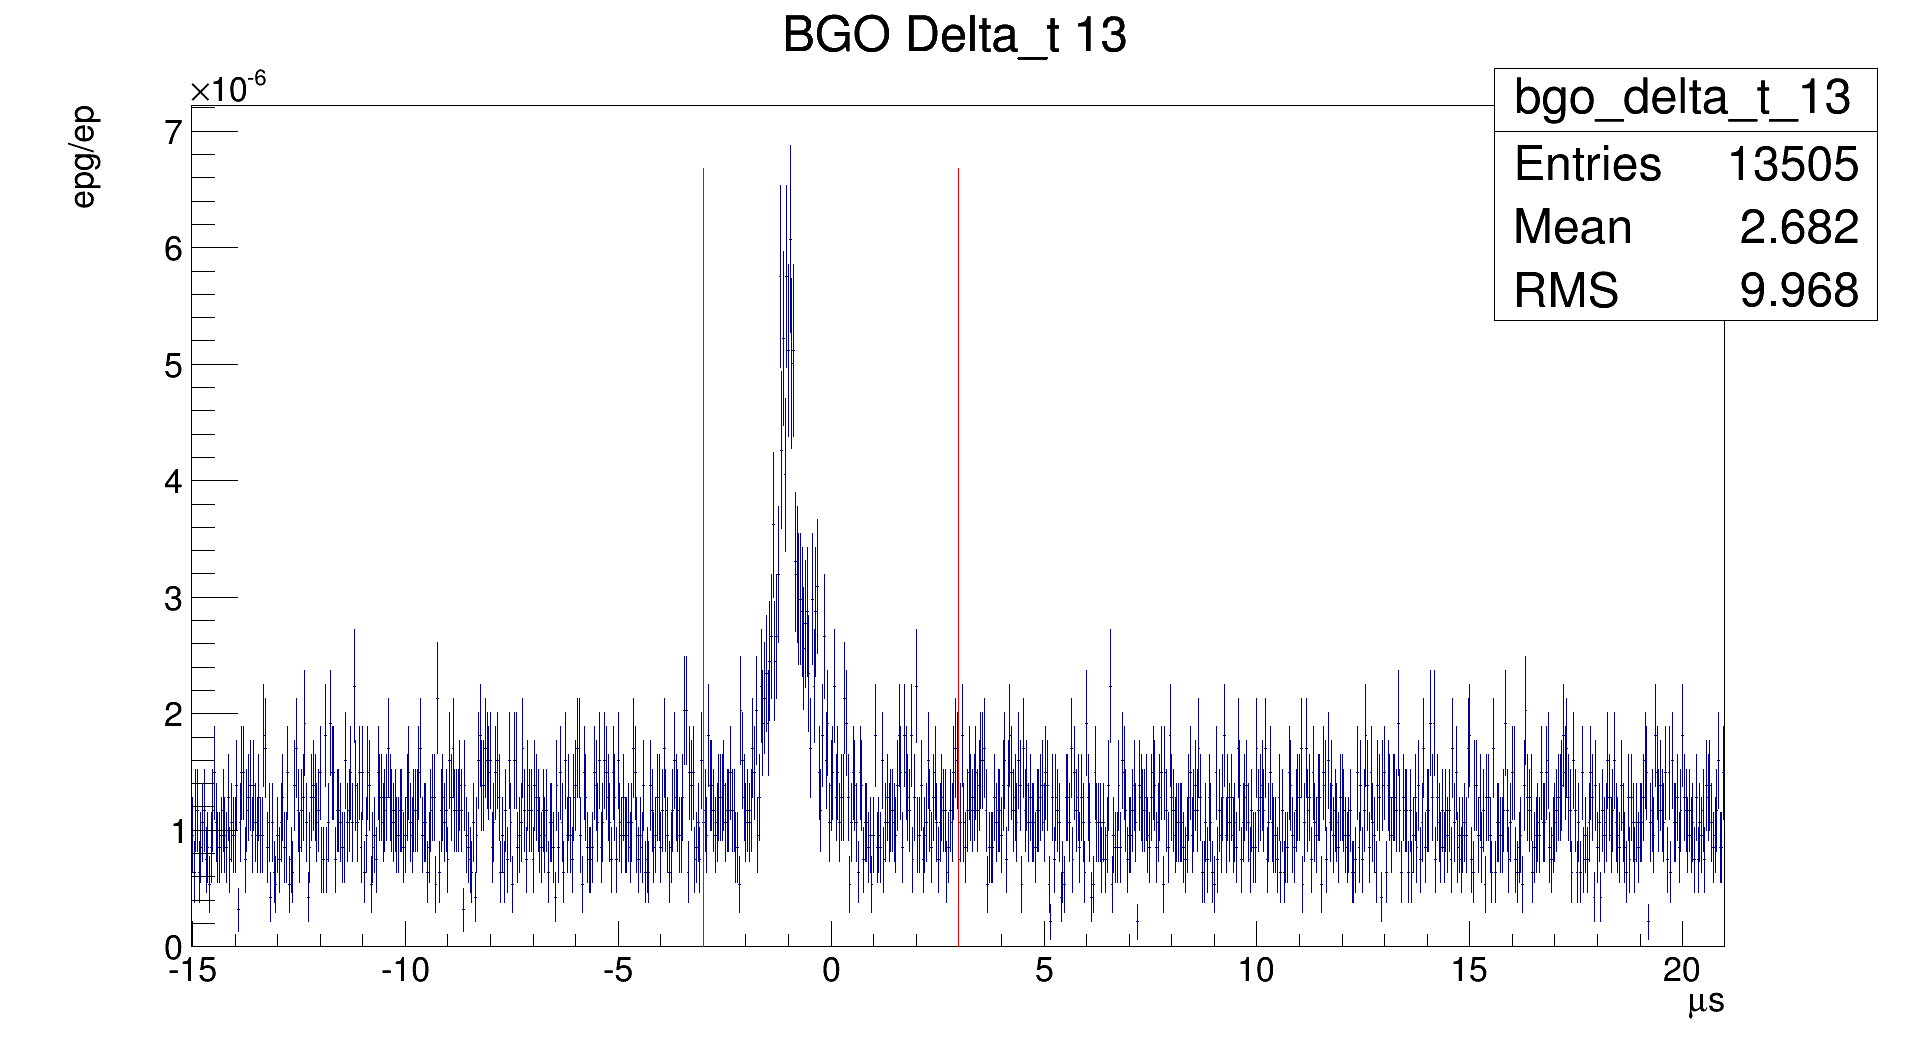 BGO Delta_t 13
×10-6
epg/ep
bgo_delta_t_13
Entries 13505
Mean 2.682
RMS 9.968
7
6
5
4
3
2
1
0
-15 -10 -5 0 5 10 15 20
μs